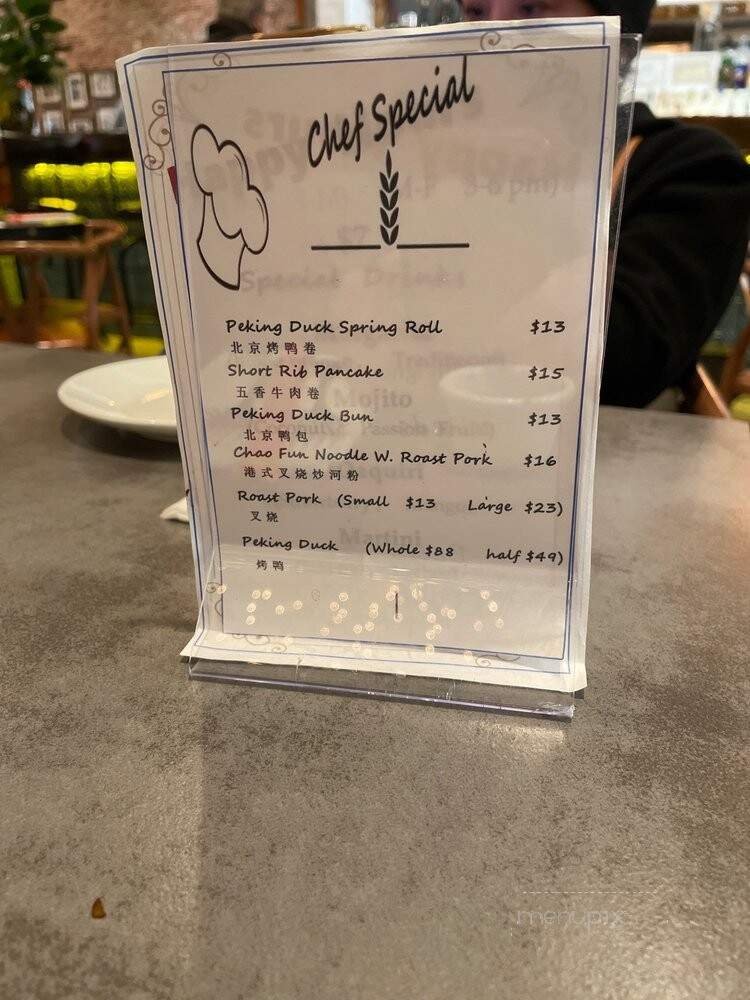 Chef Special
Peking Duck Spring Roll $13
北京烤鸭卷
Short Rib Pancake $15
五香牛肉卷
Peking Duck Bun $13
北京鸭包
Chao Fun Noodle W. Roast Pork $16
港式叉烧炒河粉
Roast Pork (Small $13 Large $23)
叉烧
Peking Duck (Whole $88 half $49)
烤鸭
menupix